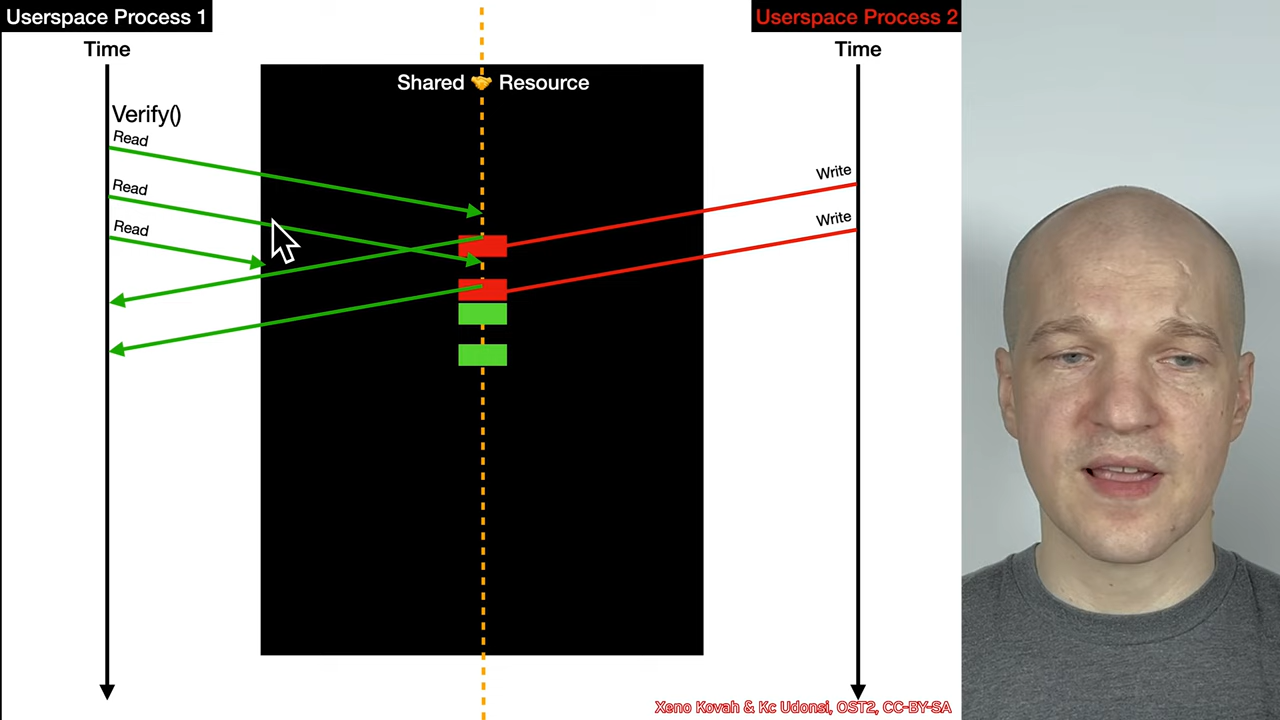 Userspace Process 1
Userspace Process 2
Time
Time
Shared 🤝 Resource
Verify()
Read
Read
Read
Write
Write
Xeno Kovah & Kc Udonsi, OST2, CC-BY-SA